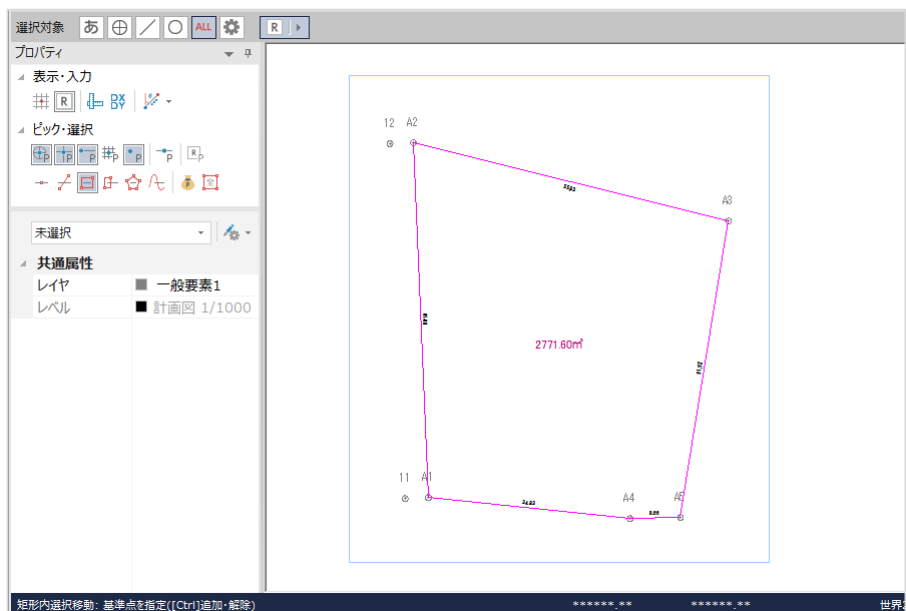 選択対象 あ ALL R
プロパティ
表示・入力
R DX DY
ピック・選択
P P P P P P R P
P 全
未選択
共通属性
レイヤ 一般要素1
レベル 計画図 1/1000
12 A2
A3
2771.60㎡
11 A1
A4 A5
矩形内選択移動: 基準点を指定([Ctrl]追加・解除) ******.** ******.** 世界